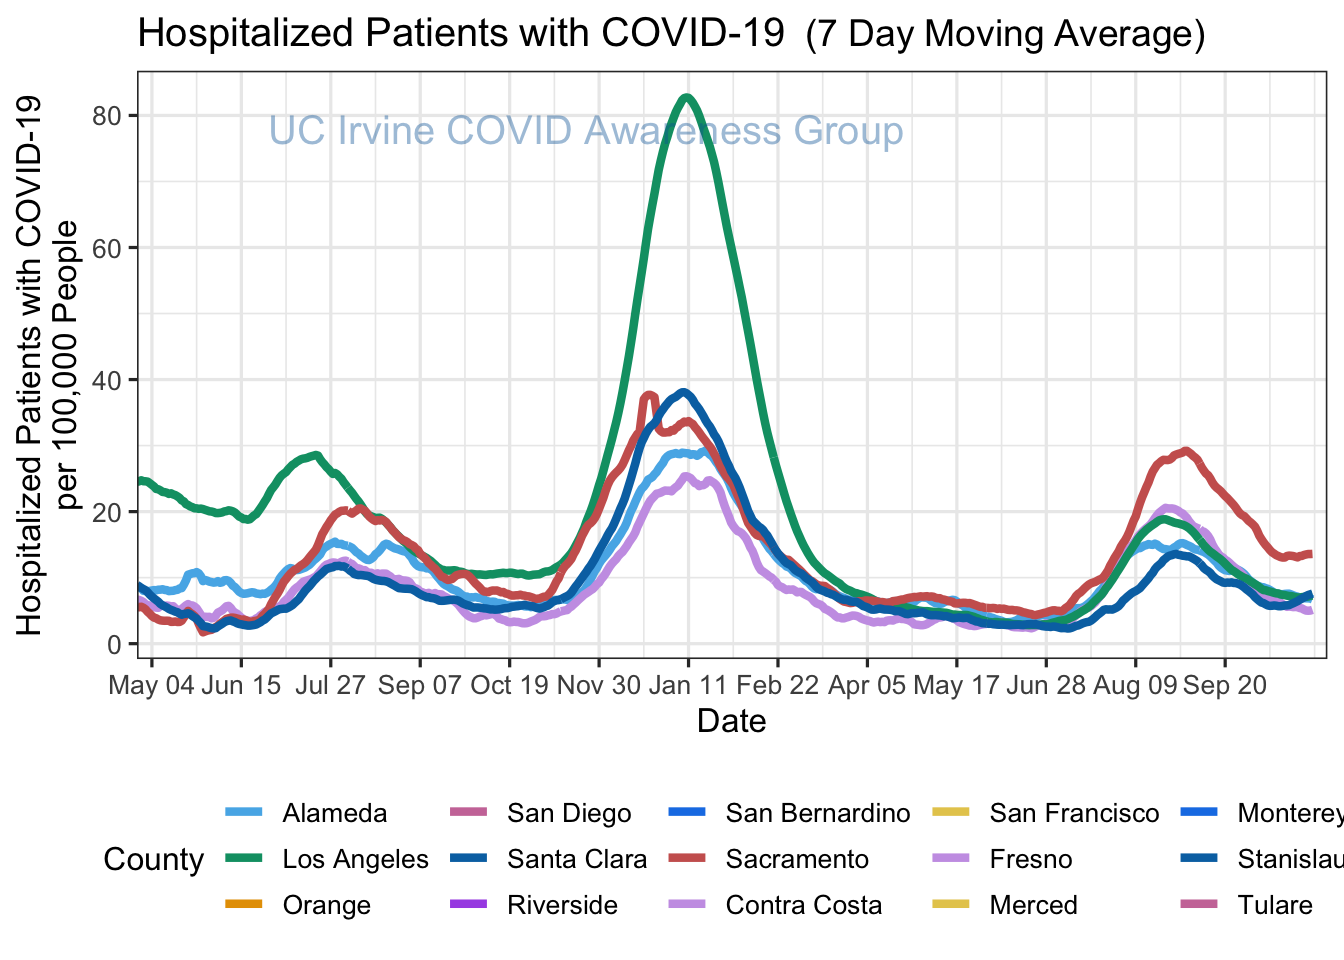 Hospitalized Patients with COVID-19 (7 Day Moving Average)
UC Irvine COVID Awareness Group
Hospitalized Patients with COVID-19
per 100,000 People
80
60
40
20
0
May 04 Jun 15 Jul 27 Sep 07 Oct 19 Nov 30 Jan 11 Feb 22 Apr 05 May 17 Jun 28 Aug 09 Sep 20
Date
County
Alameda San Diego San Bernardino San Francisco Monterey
Los Angeles Santa Clara Sacramento Fresno Stanislau
Orange Riverside Contra Costa Merced Tulare